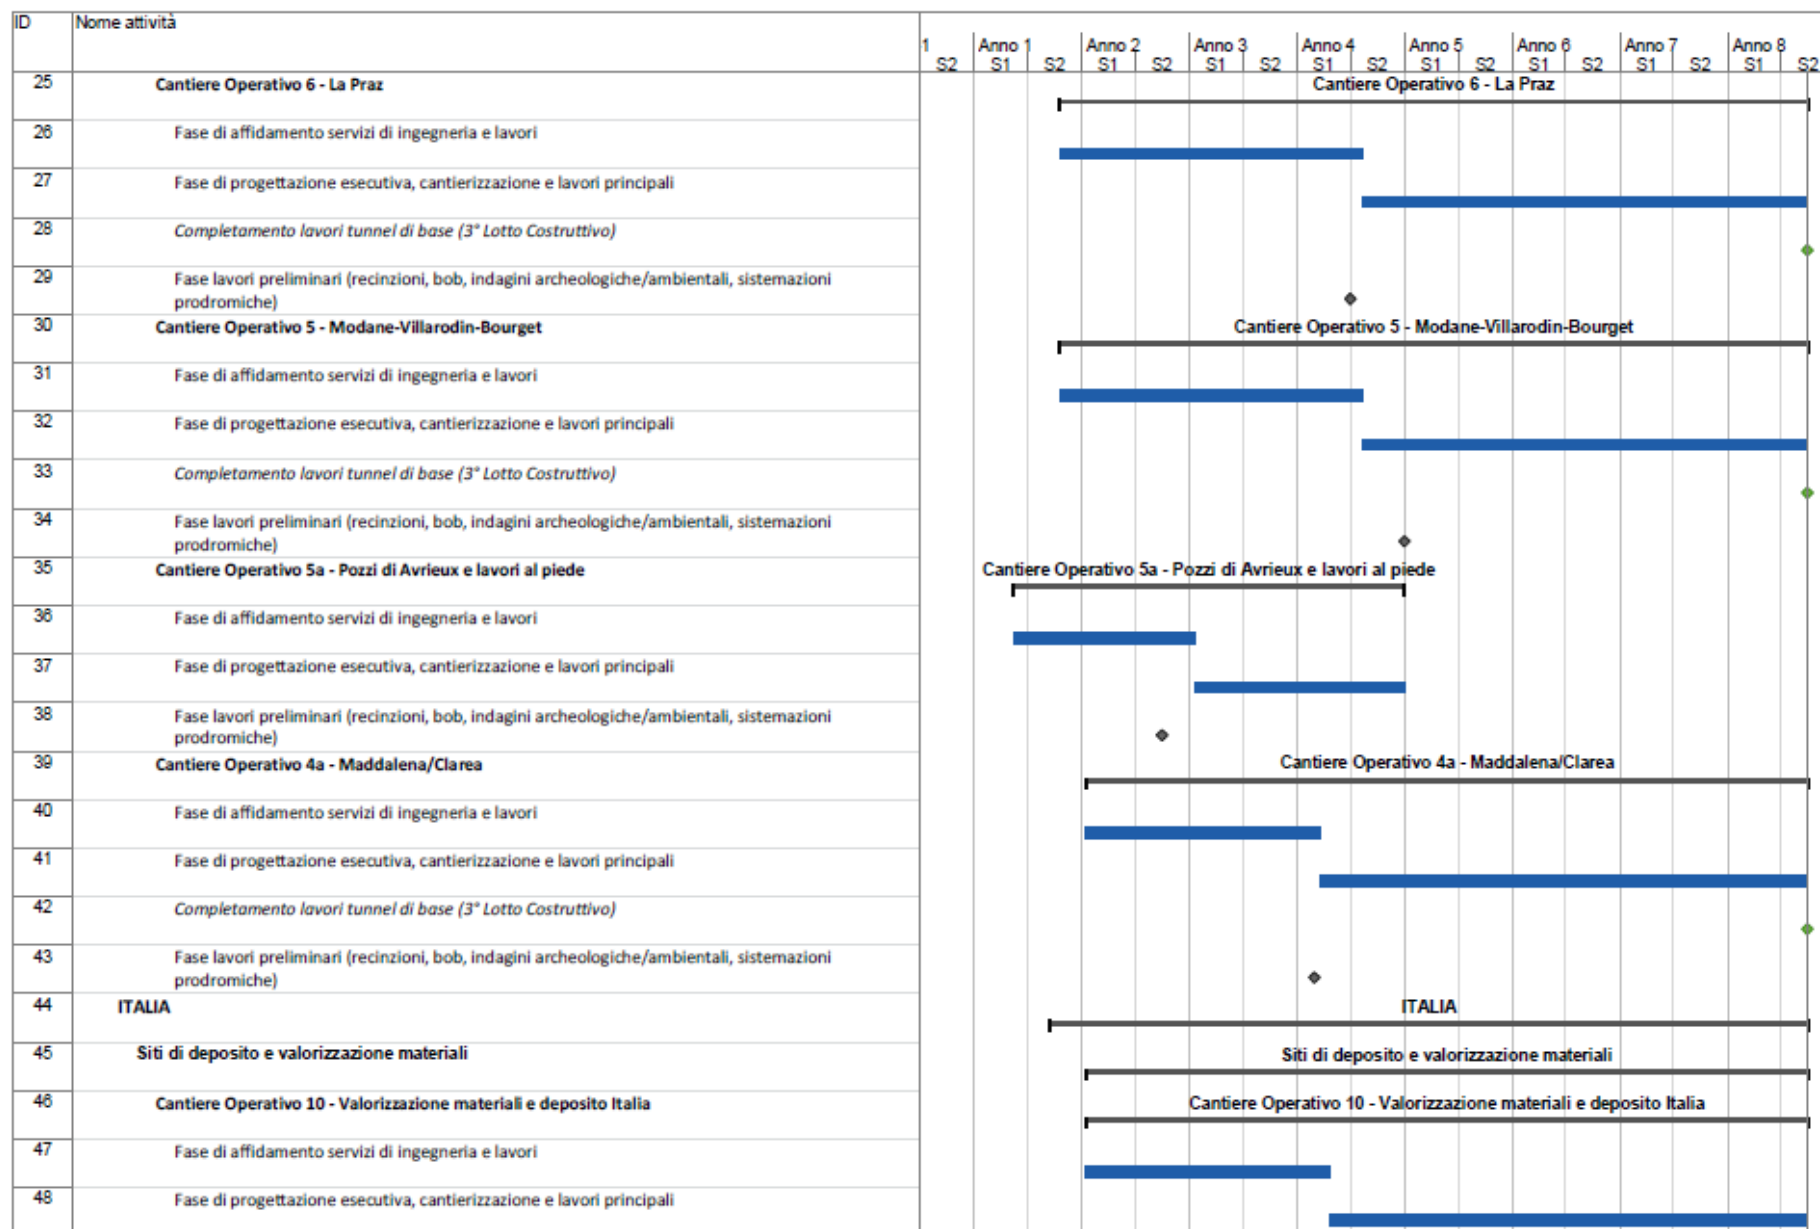 ID Nome attività
1 Anno 1 Anno 2 Anno 3 Anno 4 Anno 5 Anno 6 Anno 7 Anno 8
S2 S1 S2 S1 S2 S1 S2 S1 S2 S1 S2 S1 S2 S1 S2 S1 S2
25 Cantiere Operativo 6 - La Praz Cantiere Operativo 6 - La Praz
26 Fase di affidamento servizi di ingegneria e lavori
27 Fase di progettazione esecutiva, cantierizzazione e lavori principali
28 Completamento lavori tunnel di base (3° Lotto Costruttivo)
29 Fase lavori preliminari (recinzioni, bob, indagini archeologiche/ambientali, sistemazioni
prodromiche)
30 Cantiere Operativo 5 - Modane-Villarodin-Bourget Cantiere Operativo 5 - Modane-Villarodin-Bourget
31 Fase di affidamento servizi di ingegneria e lavori
32 Fase di progettazione esecutiva, cantierizzazione e lavori principali
33 Completamento lavori tunnel di base (3° Lotto Costruttivo)
34 Fase lavori preliminari (recinzioni, bob, indagini archeologiche/ambientali, sistemazioni
prodromiche)
35 Cantiere Operativo 5a - Pozzi di Avrieux e lavori al piede Cantiere Operativo 5a - Pozzi di Avrieux e lavori al piede
36 Fase di affidamento servizi di ingegneria e lavori
37 Fase di progettazione esecutiva, cantierizzazione e lavori principali
38 Fase lavori preliminari (recinzioni, bob, indagini archeologiche/ambientali, sistemazioni
prodromiche)
39 Cantiere Operativo 4a - Maddalena/Clarea Cantiere Operativo 4a - Maddalena/Clarea
40 Fase di affidamento servizi di ingegneria e lavori
41 Fase di progettazione esecutiva, cantierizzazione e lavori principali
42 Completamento lavori tunnel di base (3° Lotto Costruttivo)
43 Fase lavori preliminari (recinzioni, bob, indagini archeologiche/ambientali, sistemazioni
prodromiche)
44 ITALIA ITALIA
45 Siti di deposito e valorizzazione materiali Siti di deposito e valorizzazione materiali
46 Cantiere Operativo 10 - Valorizzazione materiali e deposito Italia Cantiere Operativo 10 - Valorizzazione materiali e deposito Italia
47 Fase di affidamento servizi di ingegneria e lavori
48 Fase di progettazione esecutiva, cantierizzazione e lavori principali